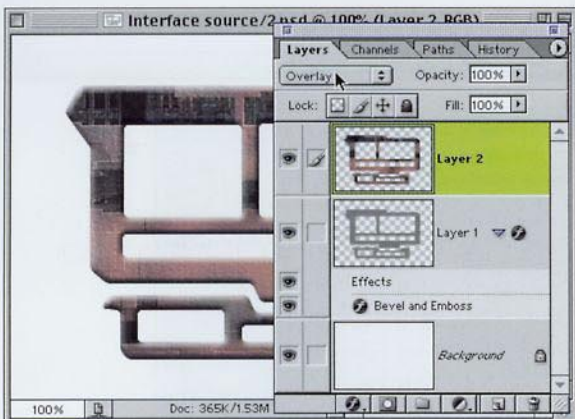 Interface source/2.psd @ 100% (Layer 2, RGB)
Layers Channels Paths History
Overlay Opacity: 100%
Lock: Fill: 100%
Layer 2
Layer 1
Effects
Bevel and Emboss
Background
100% Doc: 365K/1.53M